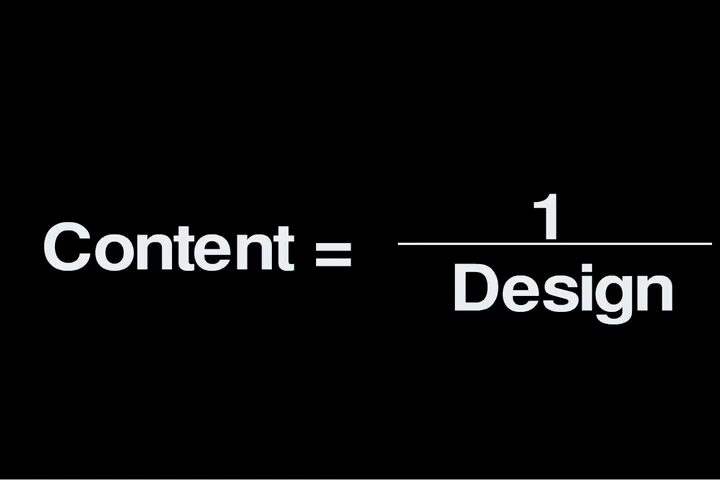 Content =
1
Design